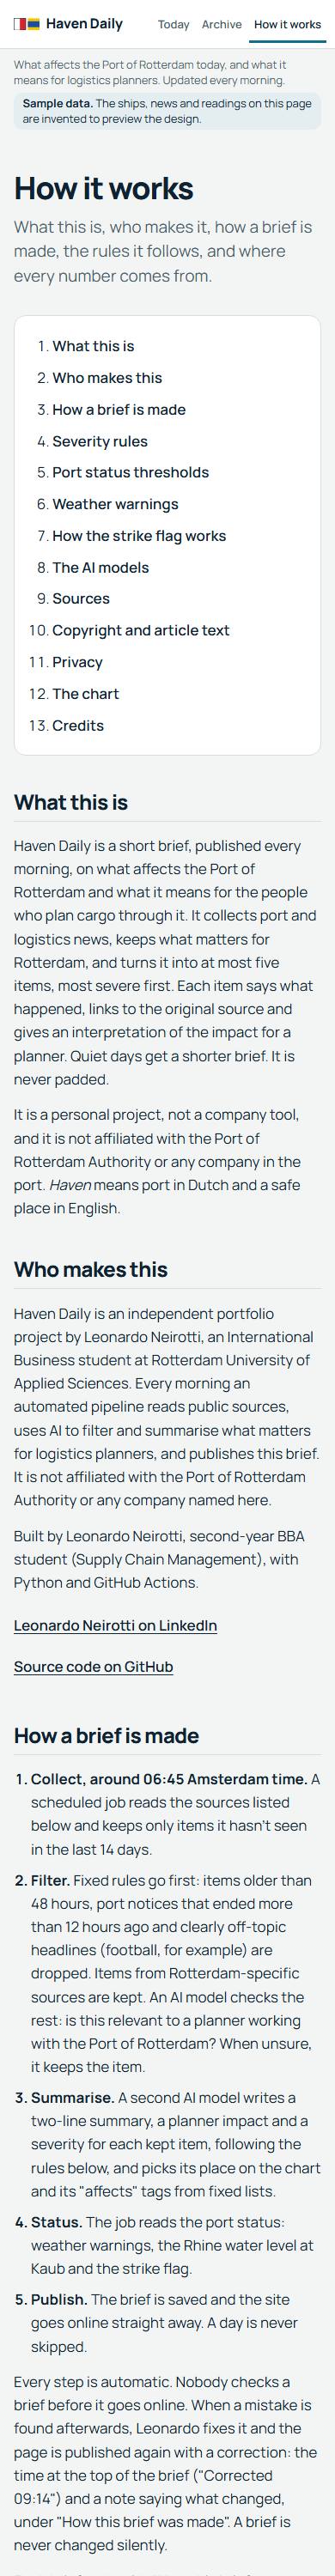 Haven Daily
Today
Archive
How it works
What affects the Port of Rotterdam today, and what it
means for logistics planners. Updated every morning.
Sample data. The ships, news and readings on this page
are invented to preview the design.
How it works
What this is, who makes it, how a brief is
made, the rules it follows, and where
every number comes from.
1. What this is
2. Who makes this
3. How a brief is made
4. Severity rules
5. Port status thresholds
6. Weather warnings
7. How the strike flag works
8. The AI models
9. Sources
10. Copyright and article text
11. Privacy
12. The chart
13. Credits
What this is
Haven Daily is a short brief, published every
morning, on what affects the Port of
Rotterdam and what it means for the people
who plan cargo through it. It collects port and
logistics news, keeps what matters for
Rotterdam, and turns it into at most five
items, most severe first. Each item says what
happened, links to the original source and
gives an interpretation of the impact for a
planner. Quiet days get a shorter brief. It is
never padded.
It is a personal project, not a company tool,
and it is not affiliated with the Port of
Rotterdam Authority or any company in the
port. Haven means port in Dutch and a safe
place in English.
Who makes this
Haven Daily is an independent portfolio
project by Leonardo Neirotti, an International
Business student at Rotterdam University of
Applied Sciences. Every morning an
automated pipeline reads public sources,
uses AI to filter and summarise what matters
for logistics planners, and publishes this brief.
It is not affiliated with the Port of Rotterdam
Authority or any company named here.
Built by Leonardo Neirotti, second-year BBA
student (Supply Chain Management), with
Python and GitHub Actions.
Leonardo Neirotti on LinkedIn
Source code on GitHub
How a brief is made
1. Collect, around 06:45 Amsterdam time. A
scheduled job reads the sources listed
below and keeps only items it hasn't seen
in the last 14 days.
2. Filter. Fixed rules go first: items older than
48 hours, port notices that ended more
than 12 hours ago and clearly off-topic
headlines (football, for example) are
dropped. Items from Rotterdam-specific
sources are kept. An AI model checks the
rest: is this relevant to a planner working
with the Port of Rotterdam? When unsure,
it keeps the item.
3. Summarise. A second AI model writes a
two-line summary, a planner impact and a
severity for each kept item, following the
rules below, and picks its place on the chart
and its "affects" tags from fixed lists.
4. Status. The job reads the port status:
weather warnings, the Rhine water level at
Kaub and the strike flag.
5. Publish. The brief is saved and the site
goes online straight away. A day is never
skipped.
Every step is automatic. Nobody checks a
brief before it goes online. When a mistake is
found afterwards, Leonardo fixes it and the
page is published again with a correction: the
time at the top of the brief ("Corrected
09:14") and a note saying what changed,
under "How this brief was made". A brief is
never changed silently.